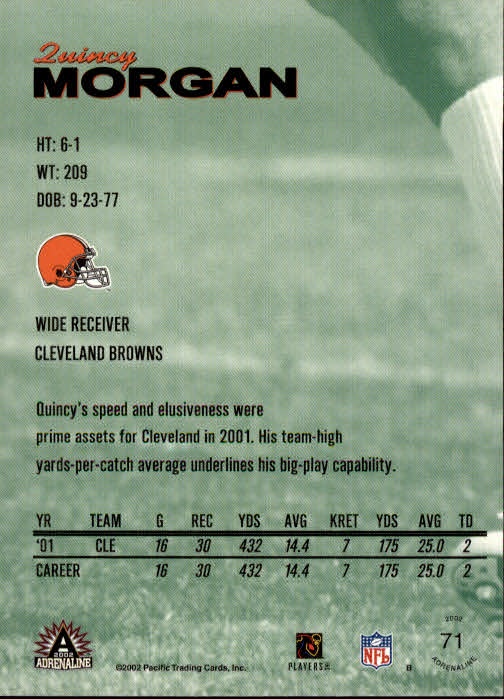 Quincy
MORGAN
HT: 6-1
WT: 209
DOB: 9-23-77
WIDE RECEIVER
CLEVELAND BROWNS
Quincy's speed and elusiveness were
prime assets for Cleveland in 2001. His team-high
yards-per-catch average underlines his big-play capability.
YR TEAM G REC YDS AVG KRET YDS AVG TD
'01 CLE 16 30 432 14.4 7 175 25.0 2
CAREER 16 30 432 14.4 7 175 25.0 2
A
2002
ADRENALINE
©2002 Pacific Trading Cards, Inc.
PLAYERS INC
NFL
B
2002
71
ADRENALINE